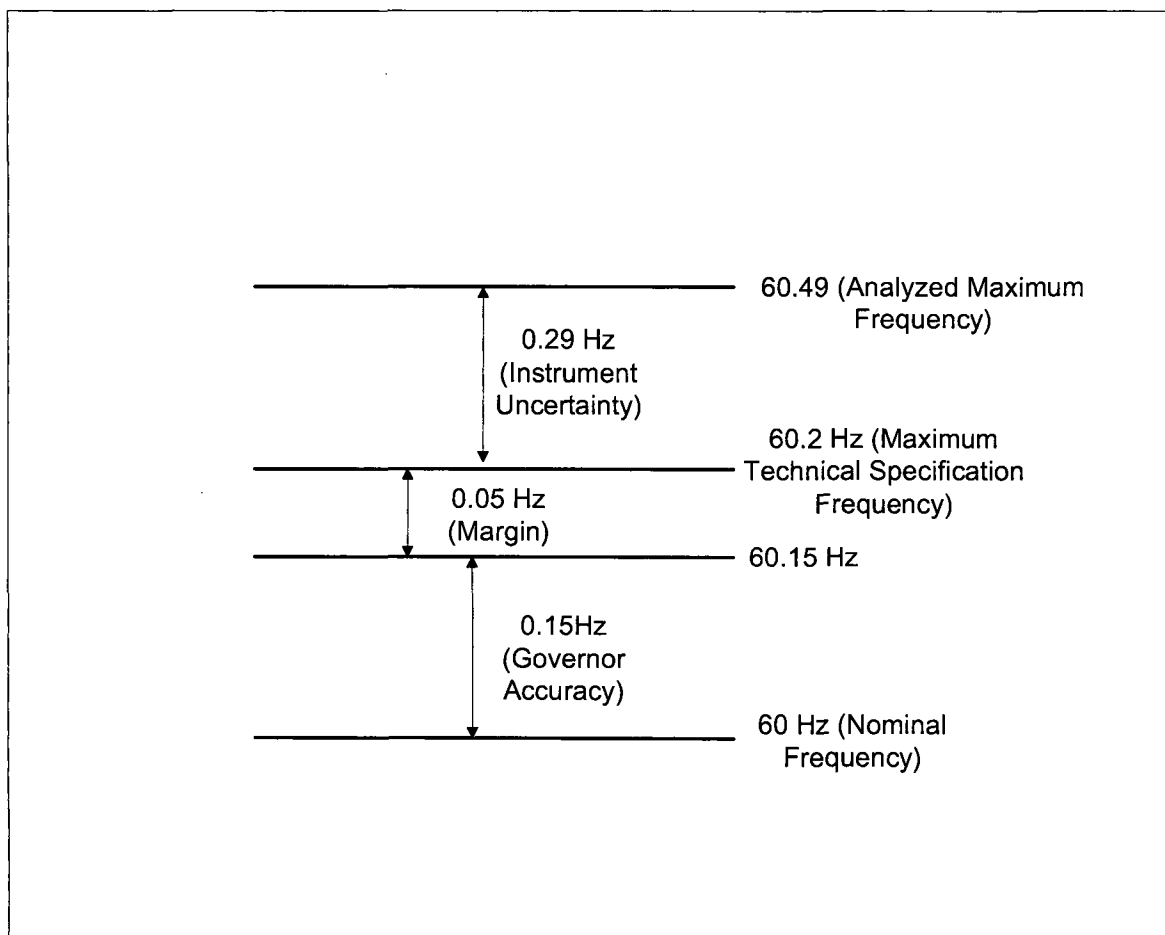 60.49 (Analyzed Maximum
Frequency)
0.29 Hz
(Instrument
Uncertainty)
60.2 Hz (Maximum
Technical Specification
Frequency)
0.05 Hz
(Margin)
60.15 Hz
0.15Hz
(Governor
Accuracy)
60 Hz (Nominal
Frequency)